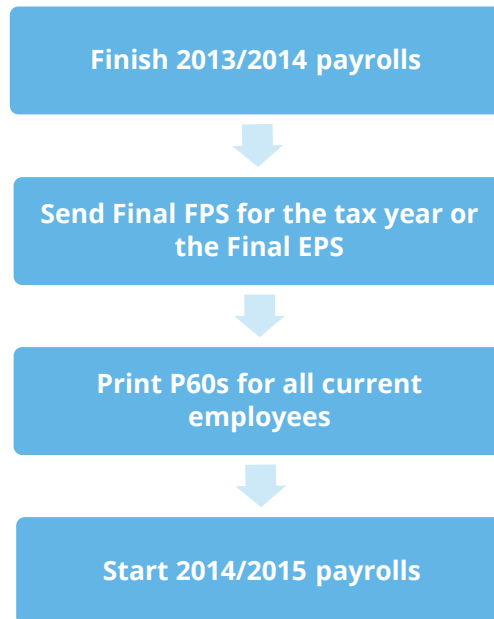 Finish 2013/2014 payrolls
Send Final FPS for the tax year or
the Final EPS
Print P60s for all current
employees
Start 2014/2015 payrolls